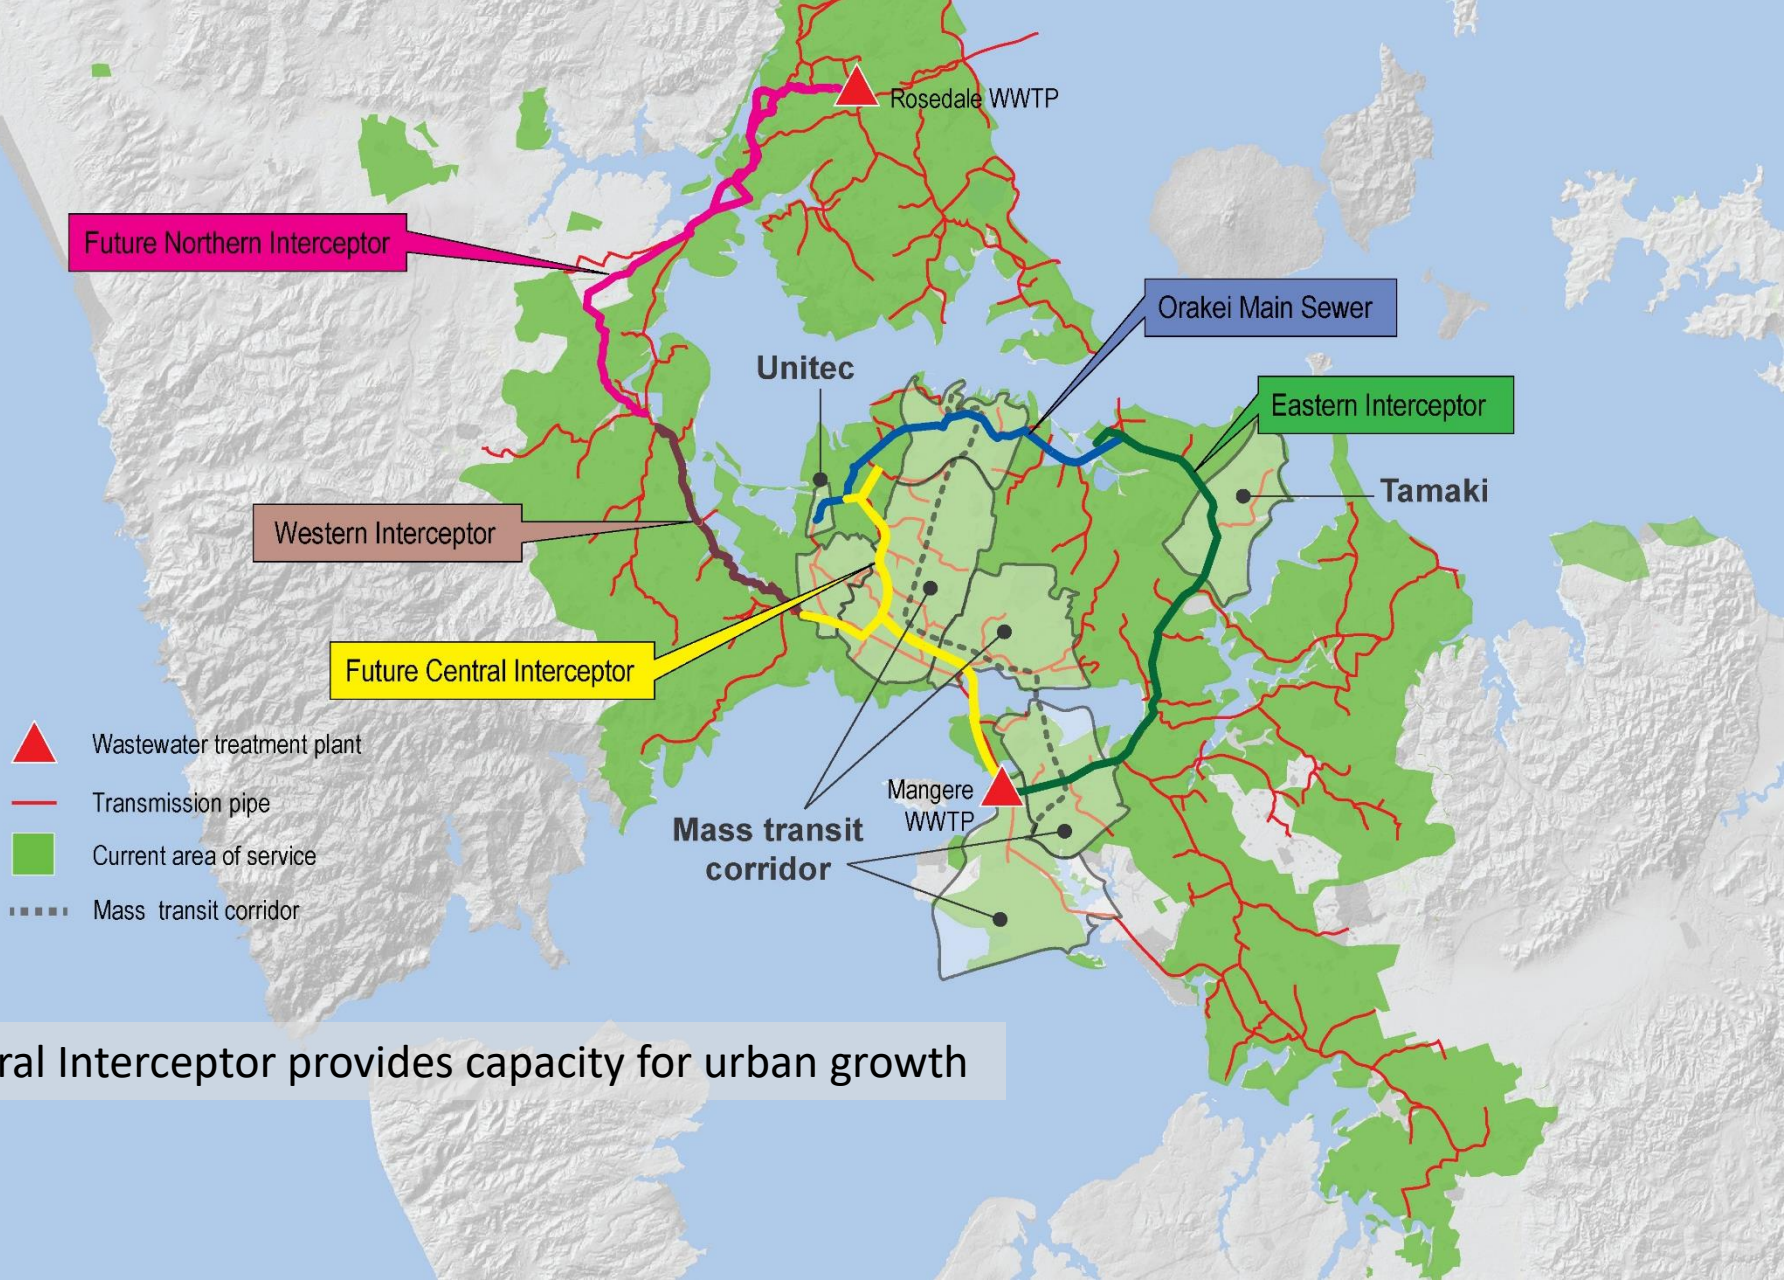 Rosedale WWTP
Future Northern Interceptor
Orakei Main Sewer
Unitec
Eastern Interceptor
Tamaki
Western Interceptor
Future Central Interceptor
Wastewater treatment plant
Transmission pipe
Current area of service
Mass transit corridor
Mangere
WWTP
Mass transit
corridor
ral Interceptor provides capacity for urban growth